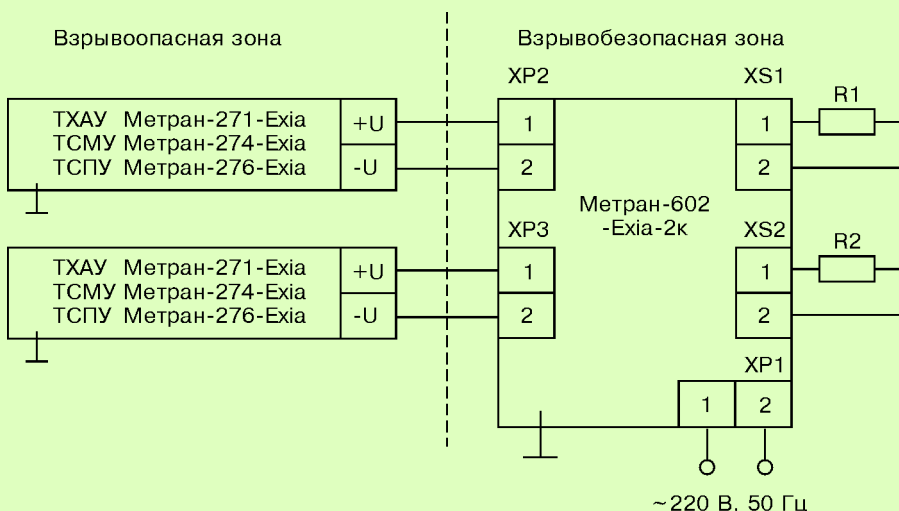 Взрывоопасная зона
Взрывобезопасная зона
XP2
XS1
R1
ТХАУ Метран-271-Exia
ТСМУ Метран-274-Exia
ТСПУ Метран-276-Exia
+U
-U
1
2
1
2
Метран-602
-Exia-2к
XP3
XS2
R2
ТХАУ Метран-271-Exia
ТСМУ Метран-274-Exia
ТСПУ Метран-276-Exia
+U
-U
1
2
1
2
XP1
1
2
~220 В. 50 Гц